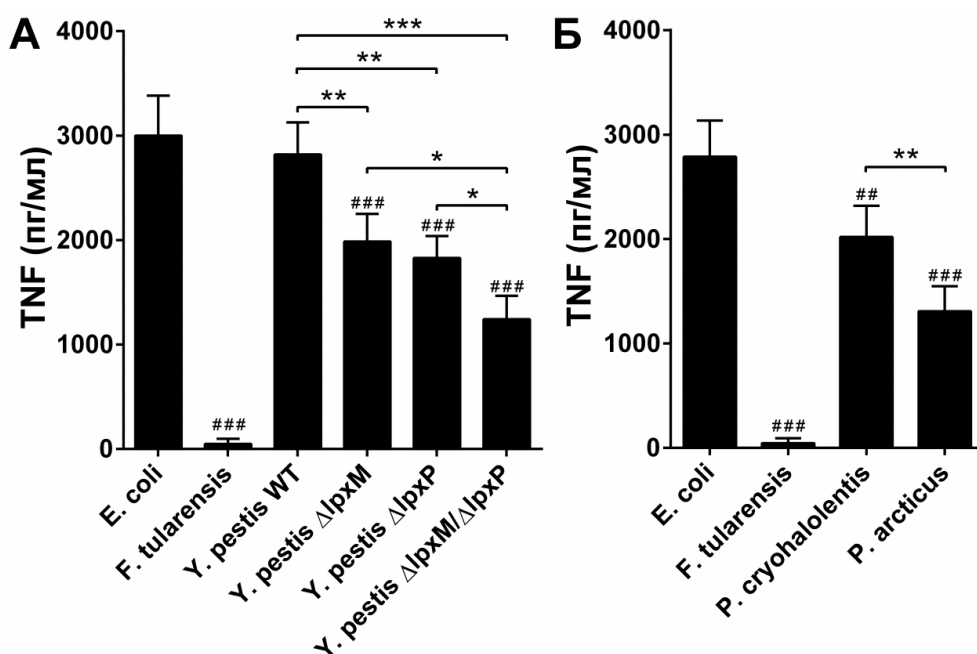 А
TNF (пг/мл)
4000
3000
2000
1000
0
***
**
**
*
*
###
###
###
###
E. coli
F. tularensis
Y. pestis WT
Y. pestis ΔlpxM
Y. pestis ΔlpxP
Y. pestis ΔlpxM/ΔlpxP
Б
TNF (пг/мл)
4000
3000
2000
1000
0
**
##
###
###
E. coli
F. tularensis
P. cryohalolentis
P. arcticus